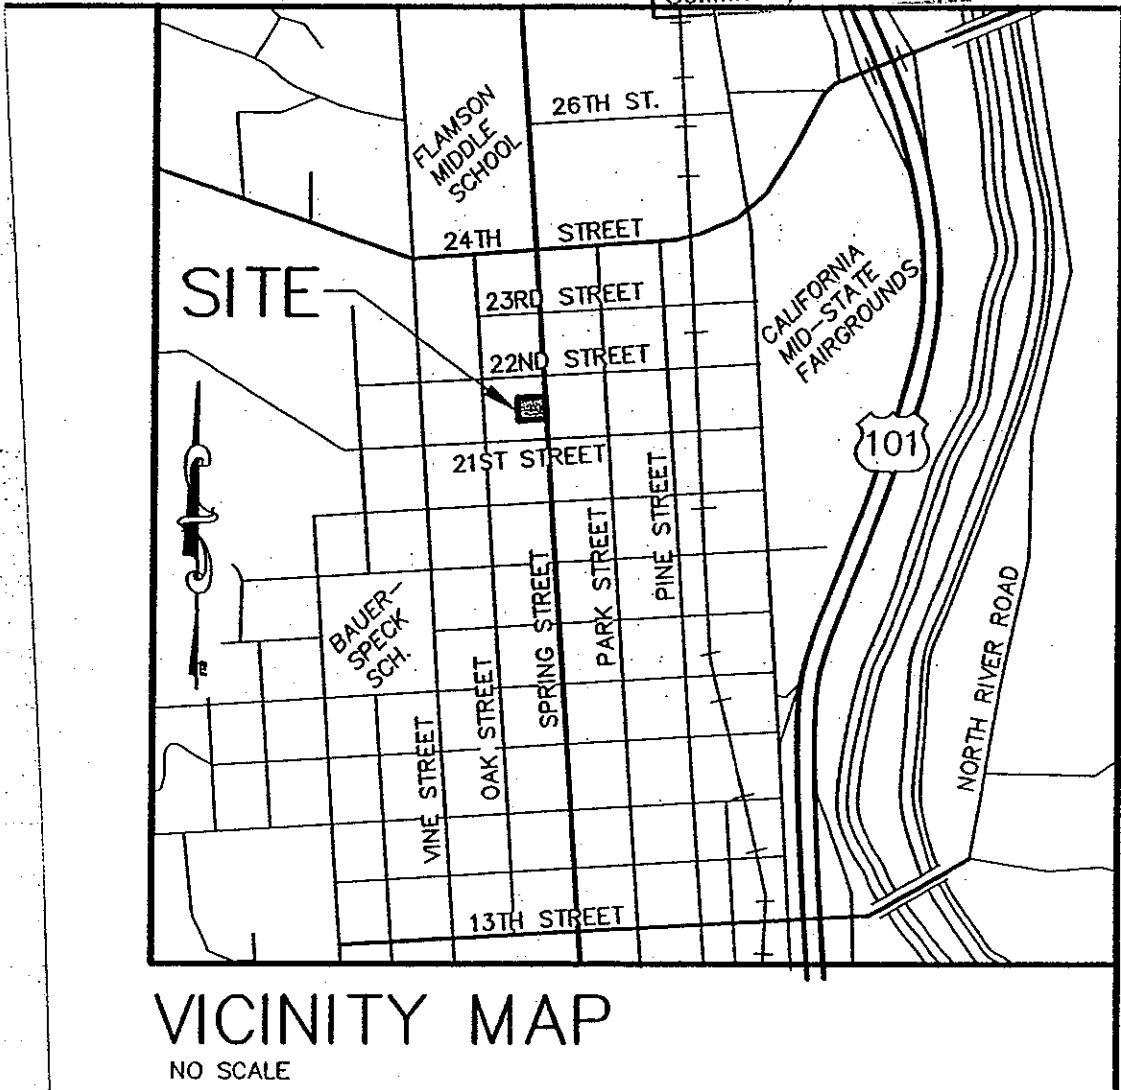 26TH ST.
FLAMSON
MIDDLE
SCHOOL
24TH STREET
SITE
23RD STREET
CALIFORNIA
MID-STATE
FAIRGROUNDS
22ND STREET
101
21ST STREET
BAUER-
SPECK
SCH.
VINE STREET
OAK STREET
SPRING STREET
PARK STREET
PINE STREET
NORTH RIVER ROAD
13TH STREET
VICINITY MAP
NO SCALE